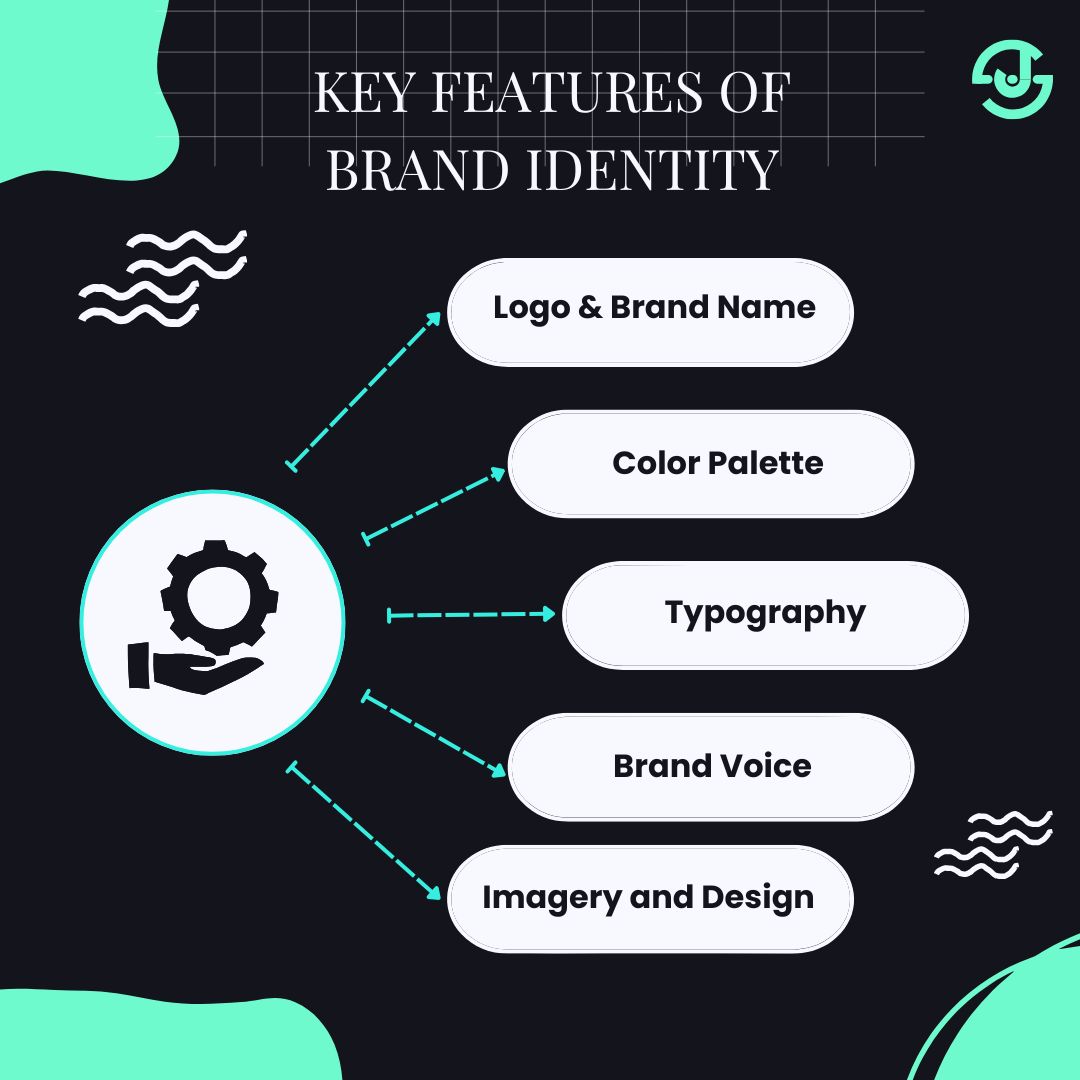 KEY FEATURES OF
BRAND IDENTITY
Logo & Brand Name
Color Palette
Typography
Brand Voice
Imagery and Design